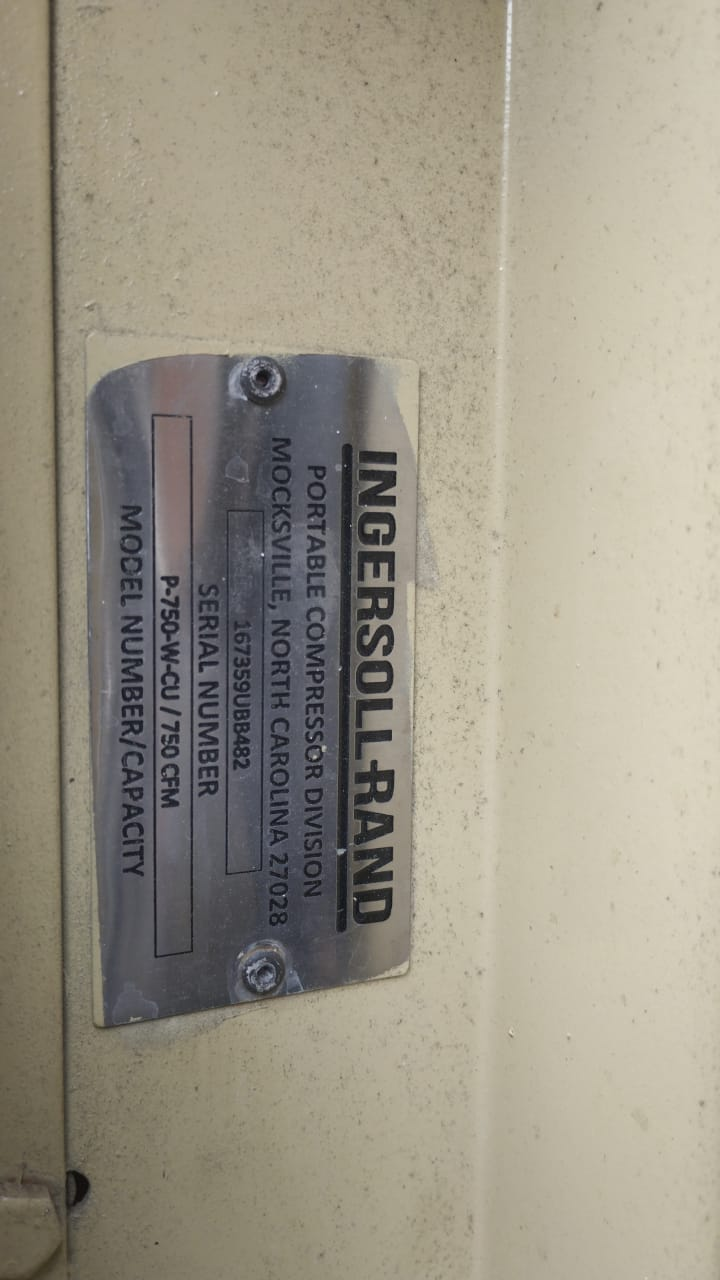 INGERSOLL-RAND
PORTABLE COMPRESSOR DIVISION
MOCKSVILLE, NORTH CAROLINA 27028
167359UBB482
SERIAL NUMBER
P-750-W-CU / 750 CFM
MODEL NUMBER/CAPACITY